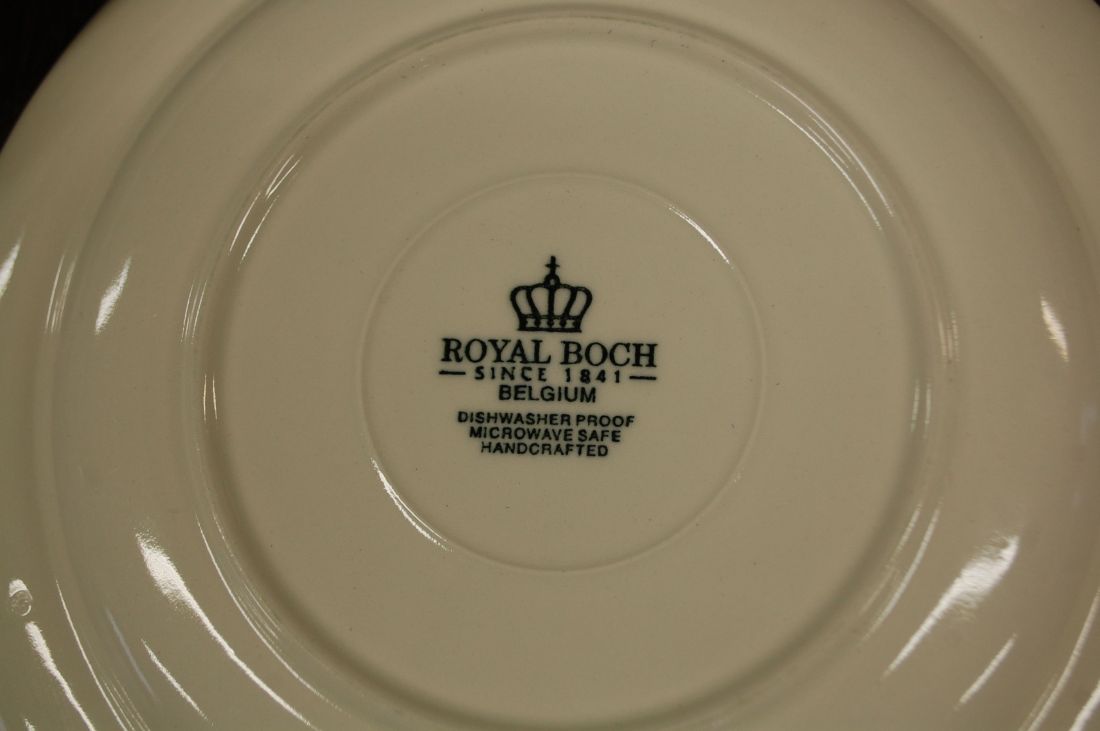 ROYAL BOCH
SINCE 1841
BELGIUM
DISHWASHER PROOF
MICROWAVE SAFE
HANDCRAFTED